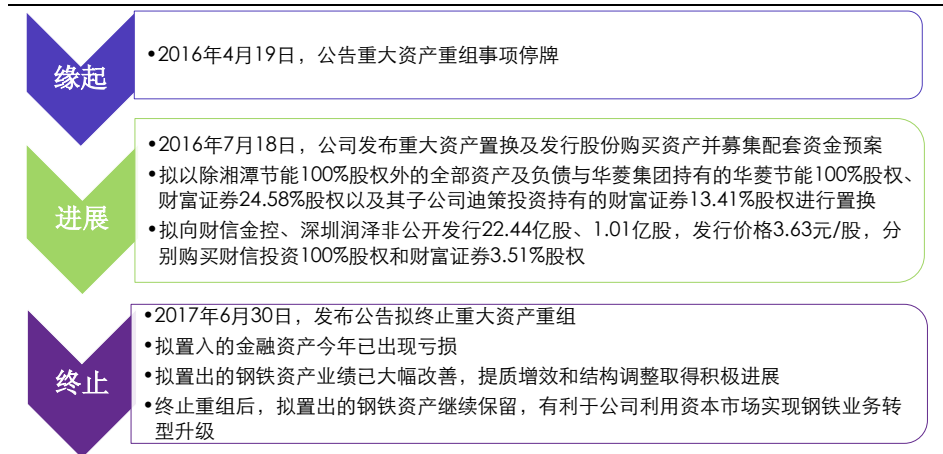 缘起
•2016年4月19日，公告重大资产重组事项停牌
进展
•2016年7月18日，公司发布重大资产置换及发行股份购买资产并募集配套资金预案
•拟以除湘潭节能100%股权外的全部资产及负债与华菱集团持有的华菱节能100%股权、
财富证券24.58%股权以及其子公司迪策投资持有的财富证券13.41%股权进行置换
•拟向财信金控、深圳润泽非公开发行22.44亿股、1.01亿股，发行价格3.63元/股，分
别购买财信投资100%股权和财富证券3.51%股权
终止
•2017年6月30日，发布公告拟终止重大资产重组
•拟置入的金融资产今年已出现亏损
•拟置出的钢铁资产业绩已大幅改善，提质增效和结构调整取得积极进展
•终止重组后，拟置出的钢铁资产继续保留，有利于公司利用资本市场实现钢铁业务转
型升级